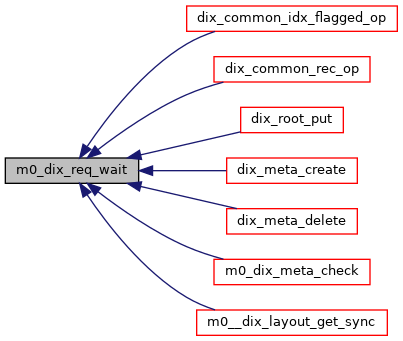 dix_common_idx_flagged_op
dix_common_rec_op
dix_root_put
m0_dix_req_wait
dix_meta_create
dix_meta_delete
m0_dix_meta_check
m0__dix_layout_get_sync